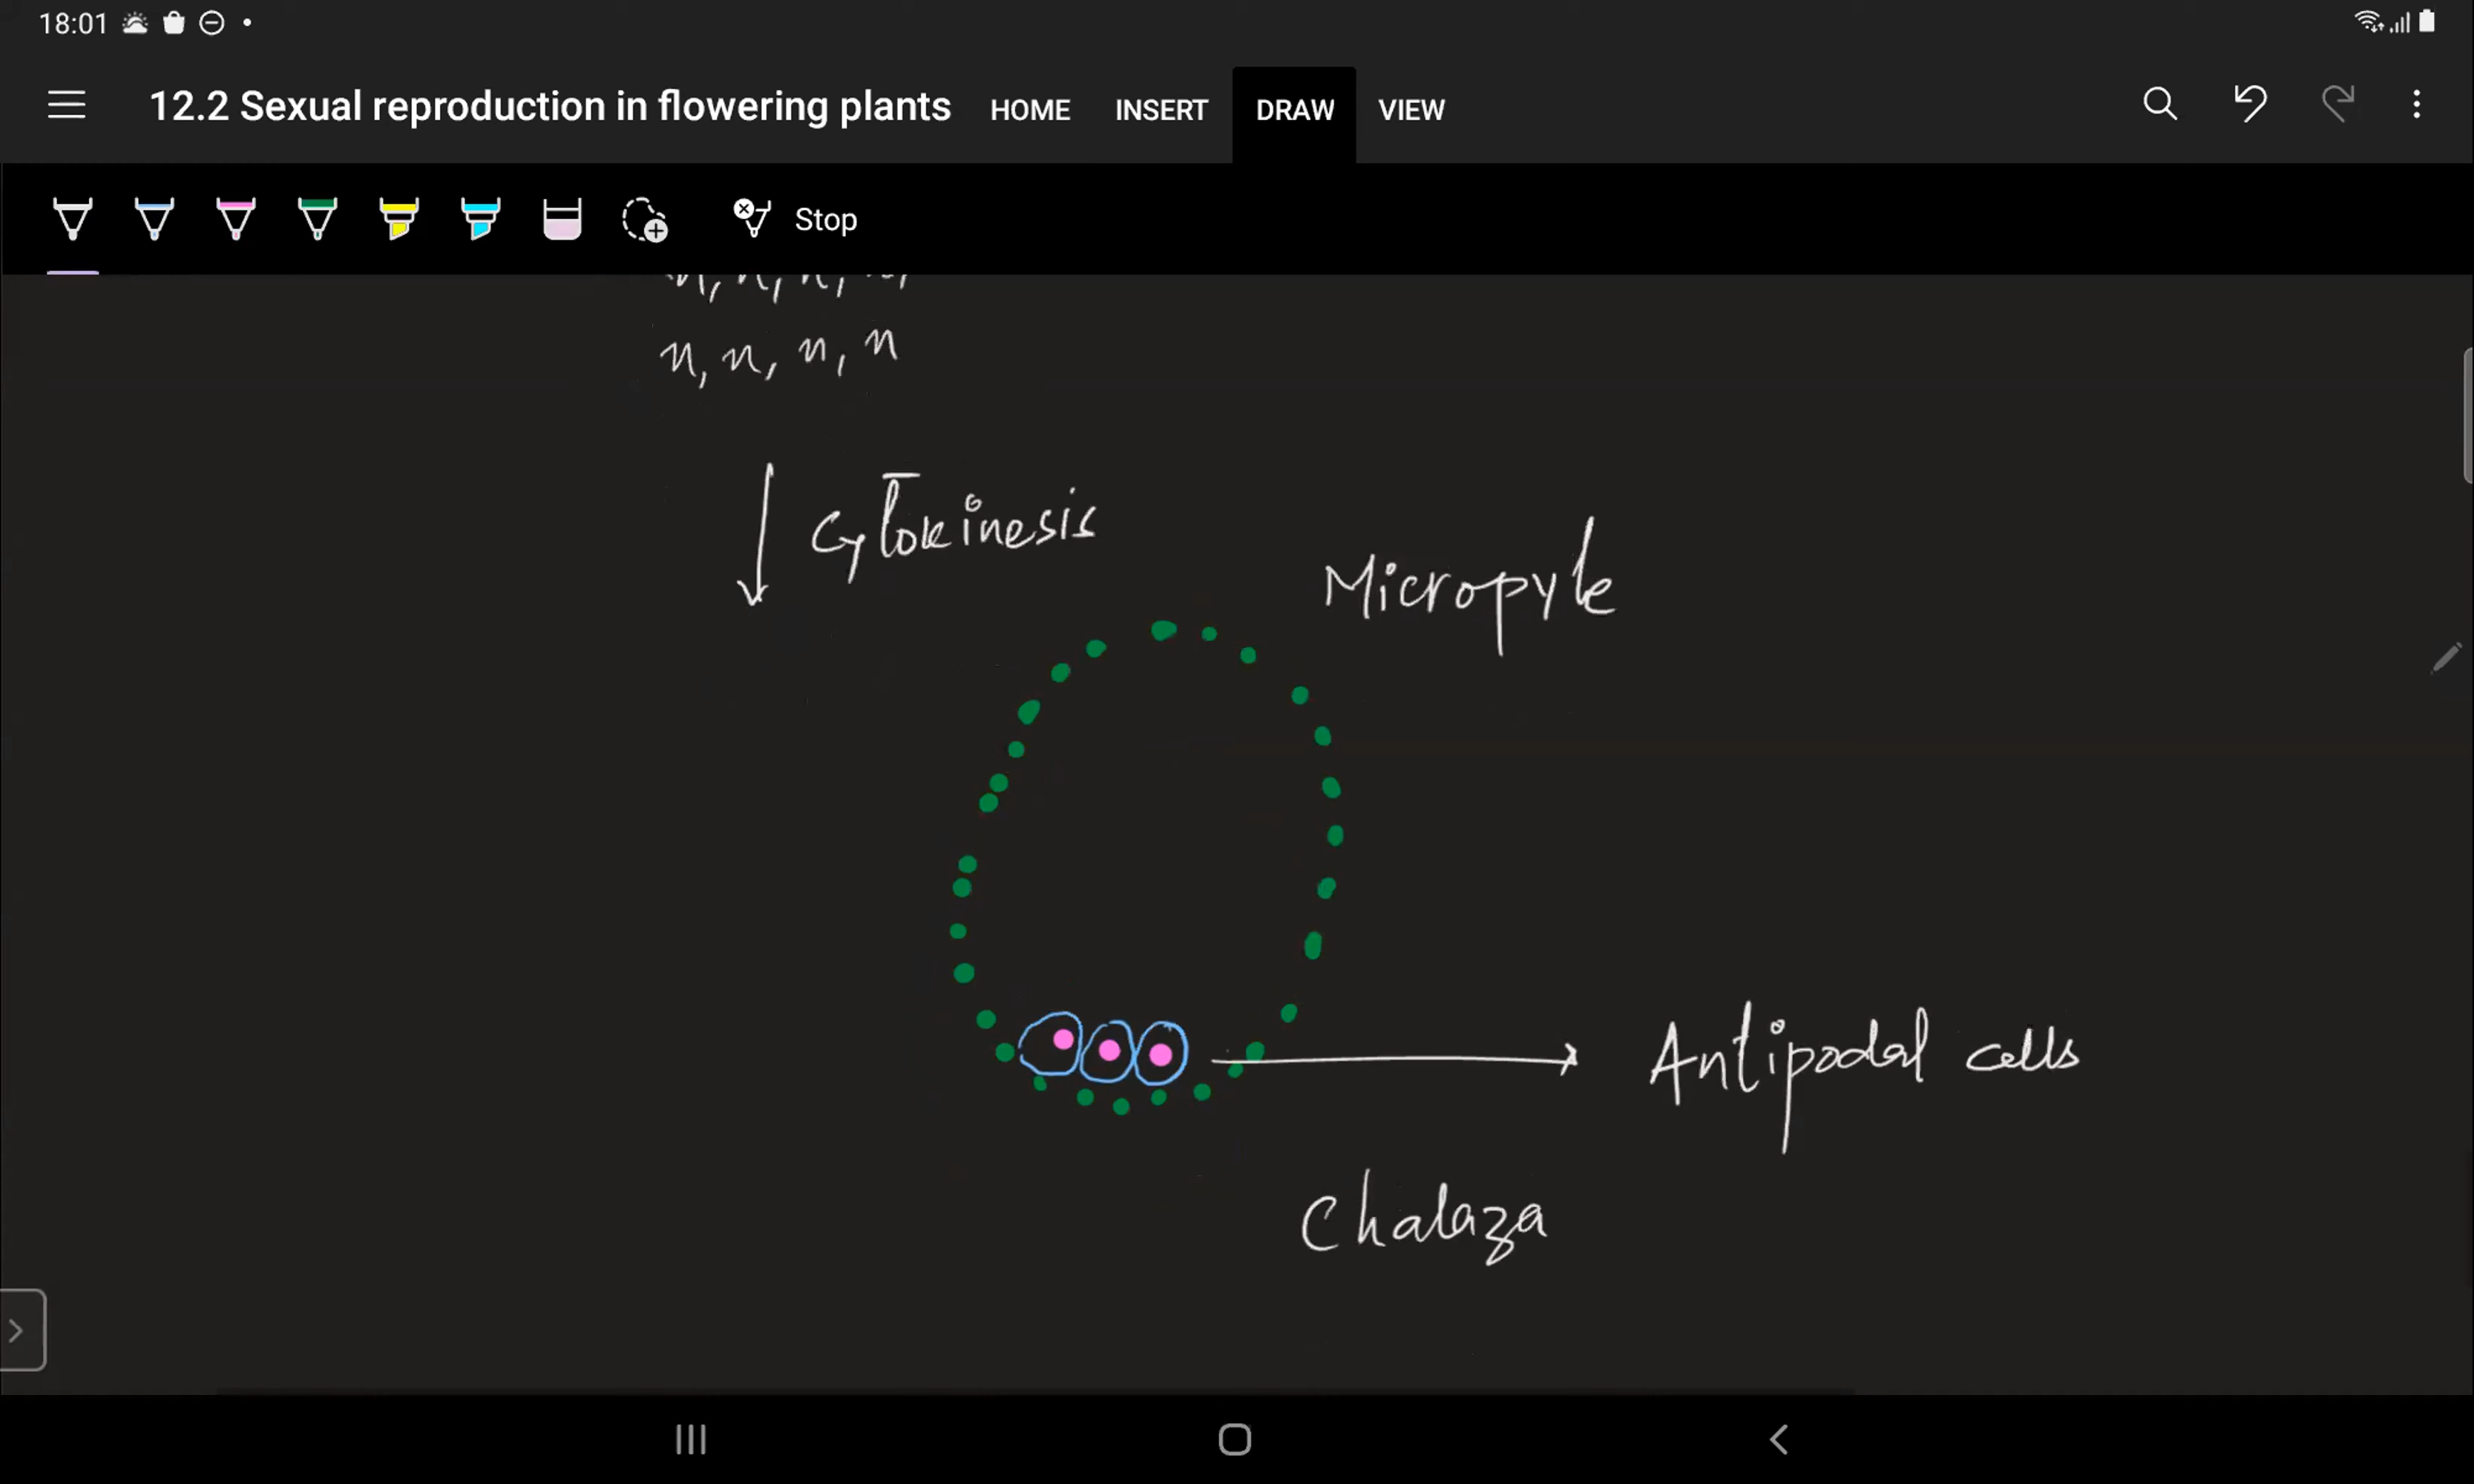 18:01
12.2 Sexual reproduction in flowering plants HOME INSERT DRAW VIEW
Stop
n, n, n, n,
n, n, n, n
Cytokinesis
Micropyle
Antipodal cells
Chalaza